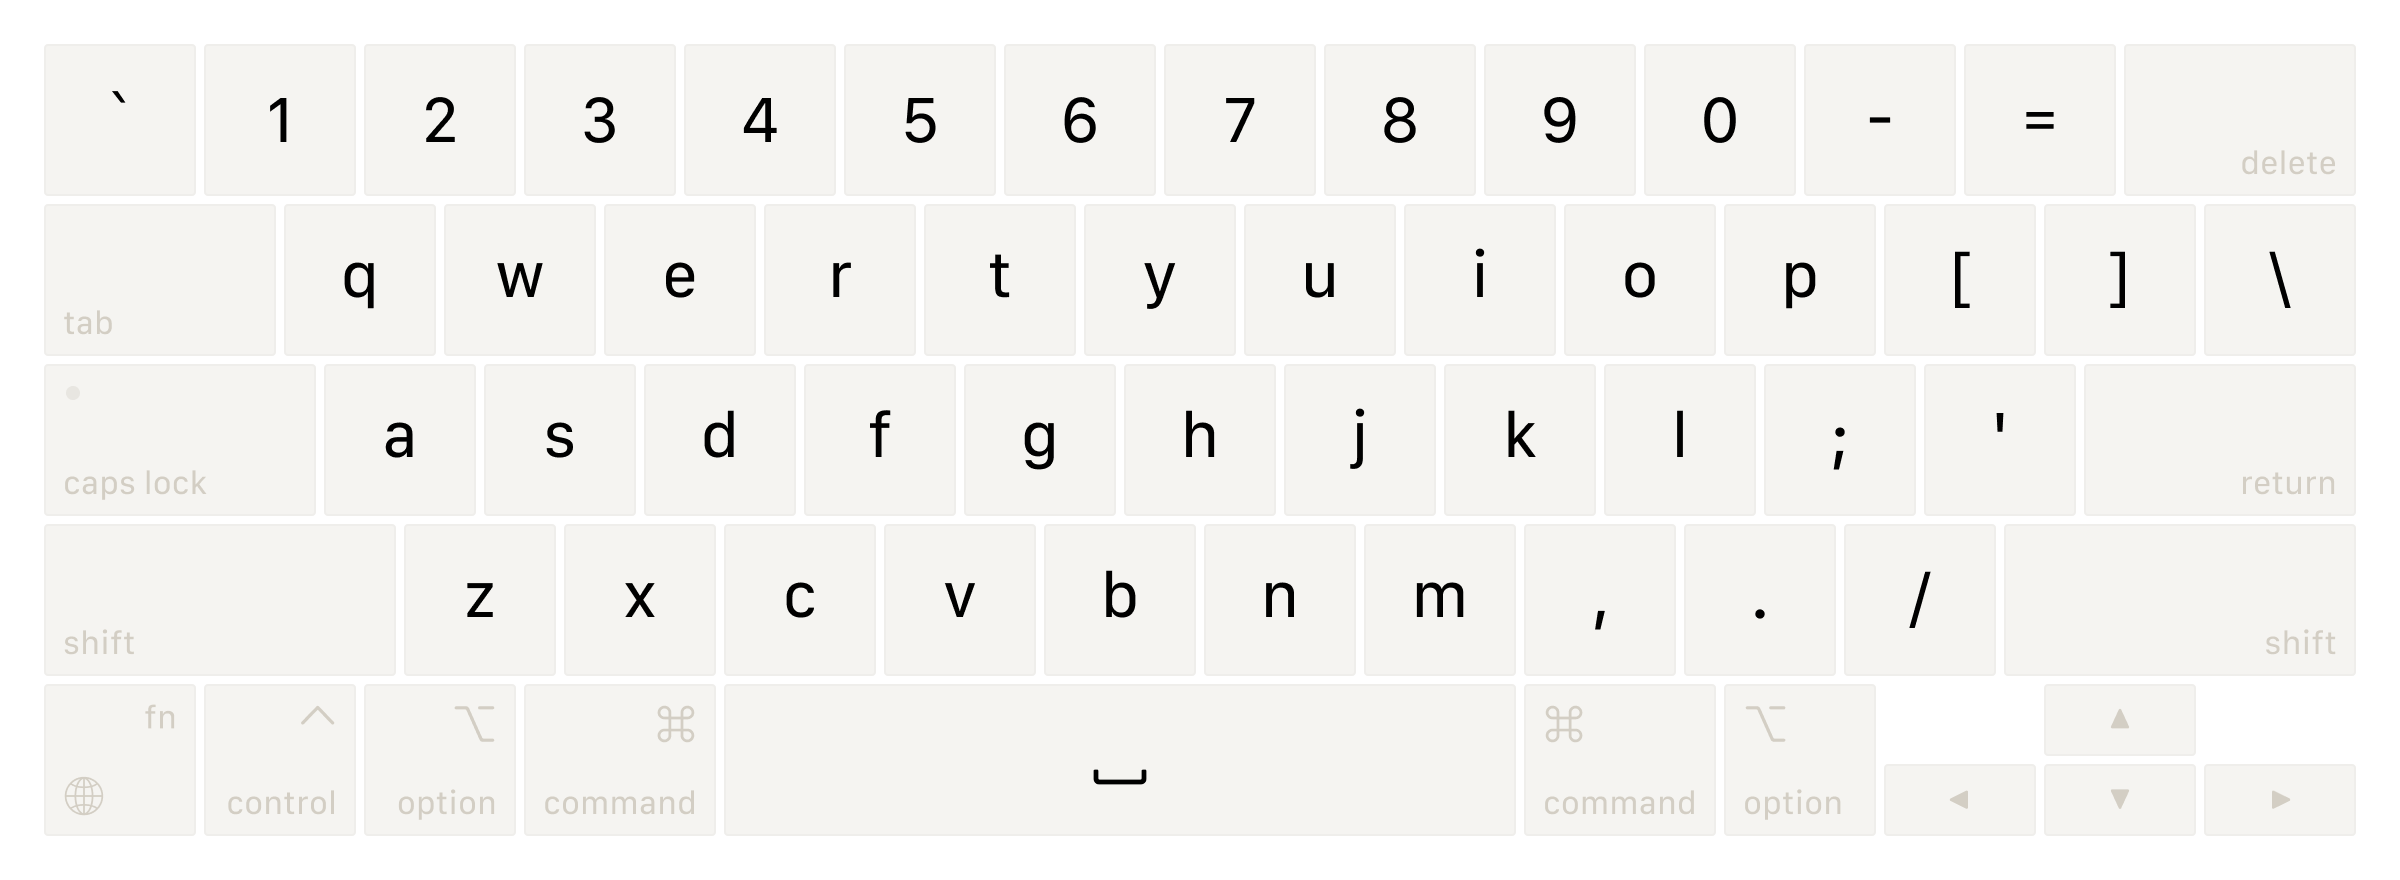 ` 1 2 3 4 5 6 7 8 9 0 - = delete
tab q w e r t y u i o p [ ] \
caps lock a s d f g h j k l ; ' return
shift z x c v b n m , . / shift
fn ⌃ control ⌥ option ⌘ command ⌘ command ⌥ option ▲
◀ ▼ ▶